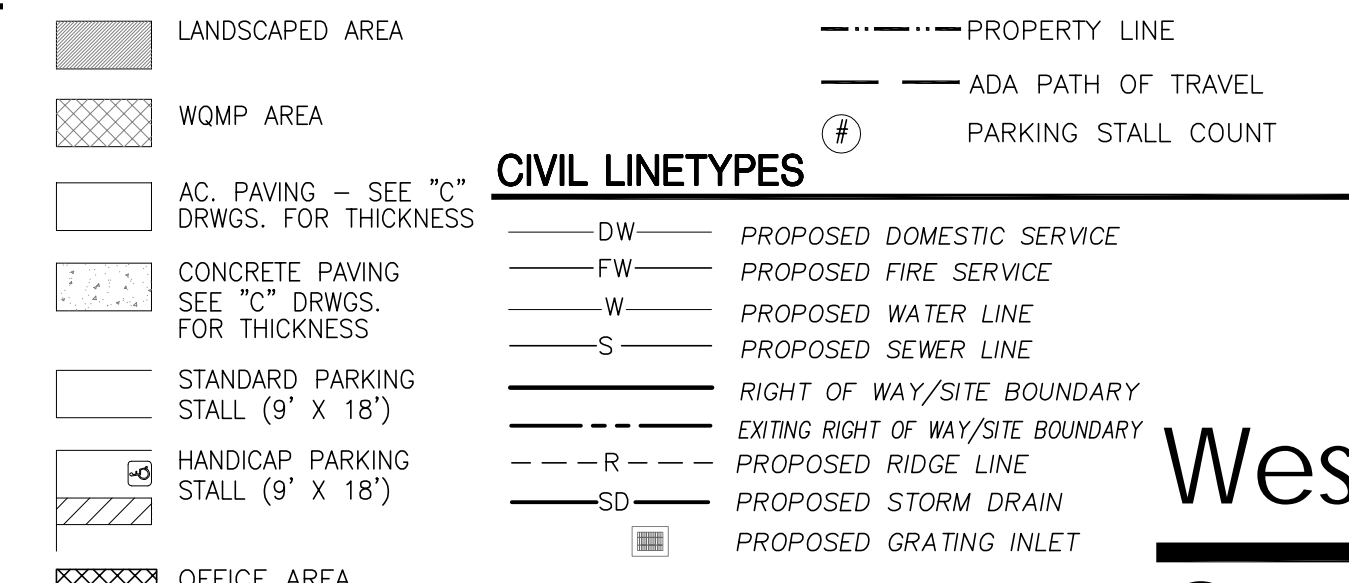 LANDSCAPED AREA
WQMP AREA
AC. PAVING – SEE "C"
DRWGS. FOR THICKNESS
CONCRETE PAVING
SEE "C" DRWGS.
FOR THICKNESS
STANDARD PARKING
STALL (9' X 18')
HANDICAP PARKING
STALL (9' X 18')
OFFICE AREA
PROPERTY LINE
ADA PATH OF TRAVEL
# PARKING STALL COUNT
CIVIL LINETYPES
DW PROPOSED DOMESTIC SERVICE
FW PROPOSED FIRE SERVICE
W PROPOSED WATER LINE
S PROPOSED SEWER LINE
RIGHT OF WAY/SITE BOUNDARY
EXITING RIGHT OF WAY/SITE BOUNDARY
R PROPOSED RIDGE LINE
SD PROPOSED STORM DRAIN
PROPOSED GRATING INLET
Wes